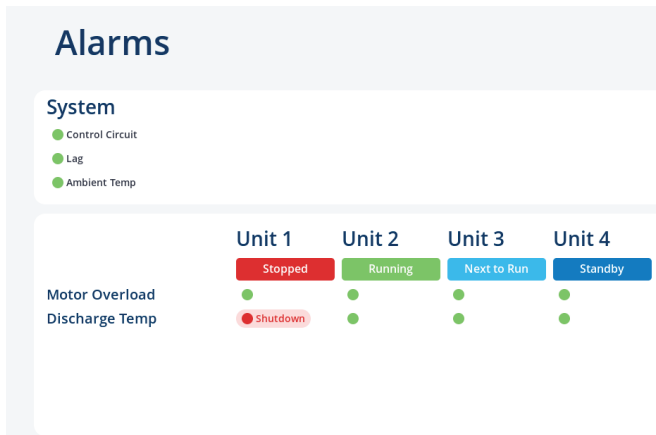 Alarms
System
Control Circuit
Lag
Ambient Temp
Unit 1 Unit 2 Unit 3 Unit 4
Stopped Running Next to Run Standby
Motor Overload
Discharge Temp Shutdown